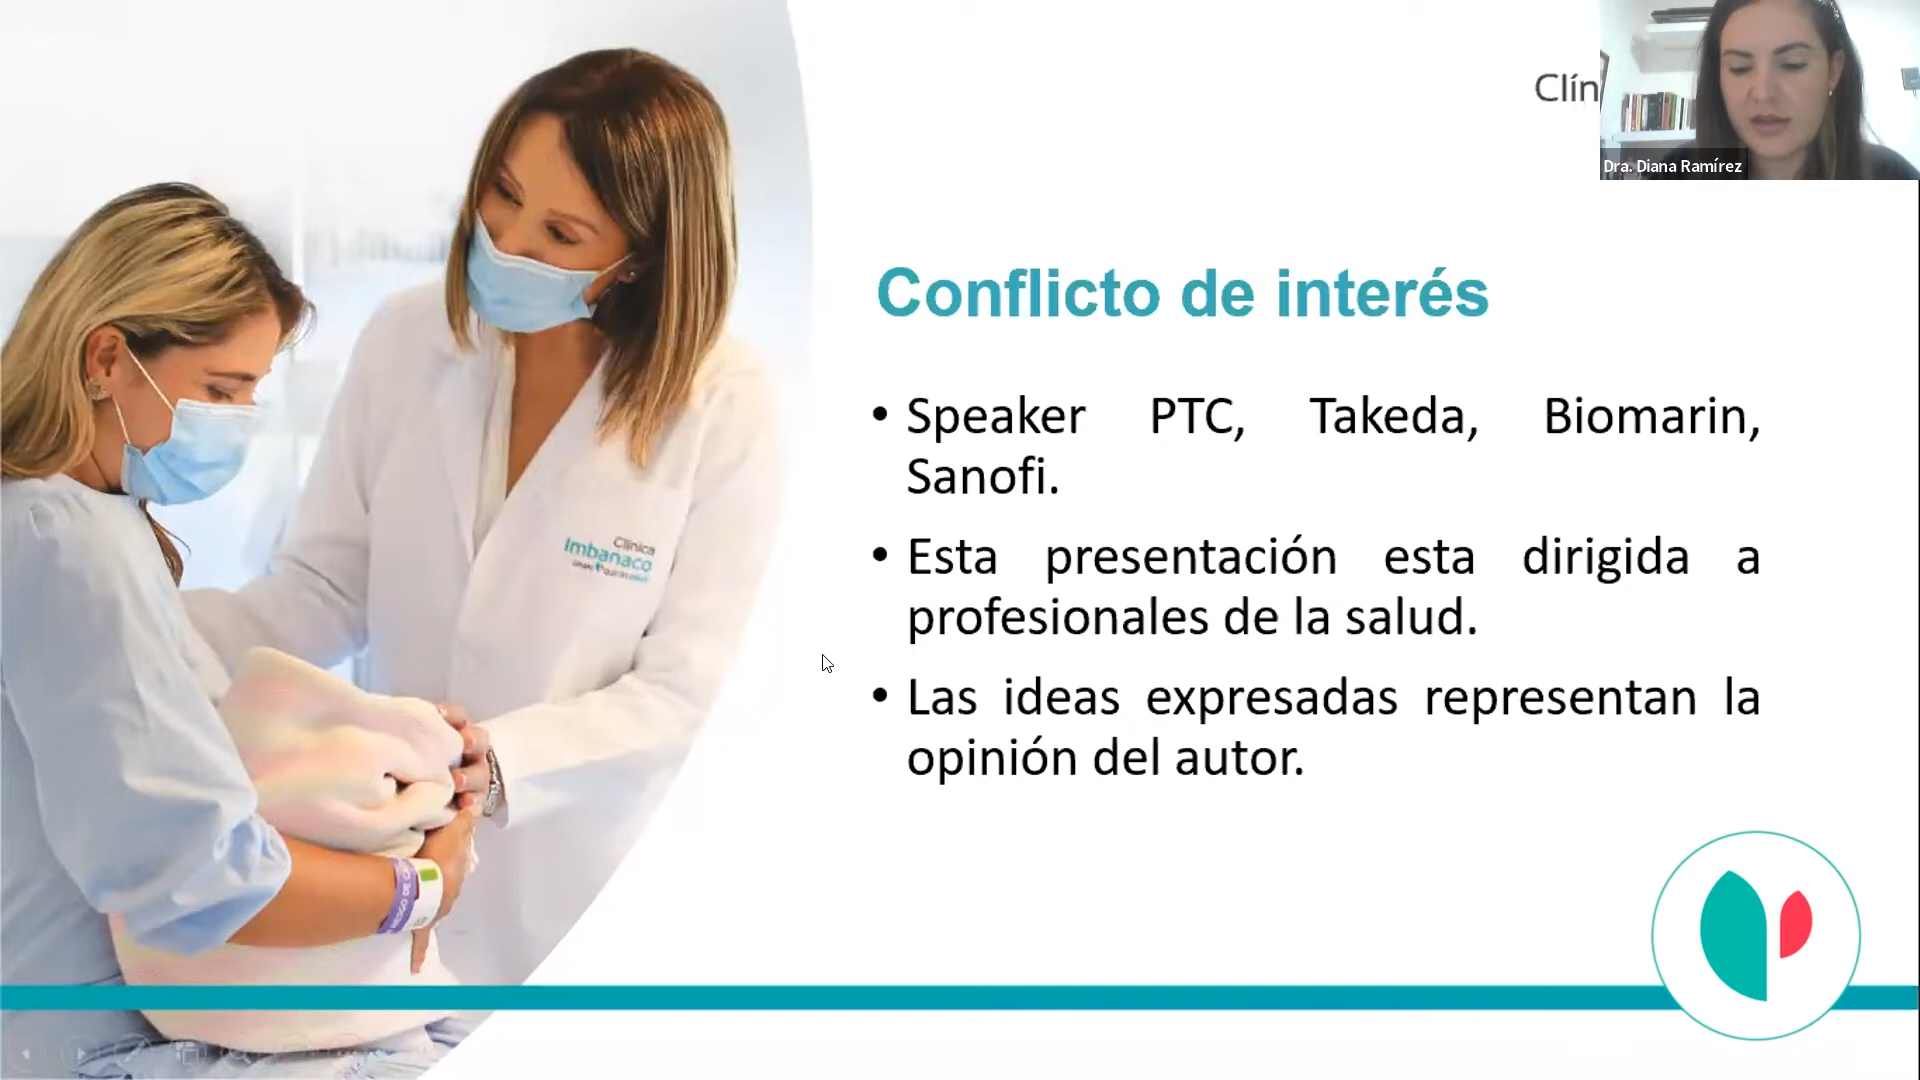 Clín
Dra. Diana Ramírez
Conflicto de interés
• Speaker PTC, Takeda, Biomarin,
Sanofi.
• Esta presentación esta dirigida a
profesionales de la salud.
• Las ideas expresadas representan la
opinión del autor.
Clínica
Imbanaco